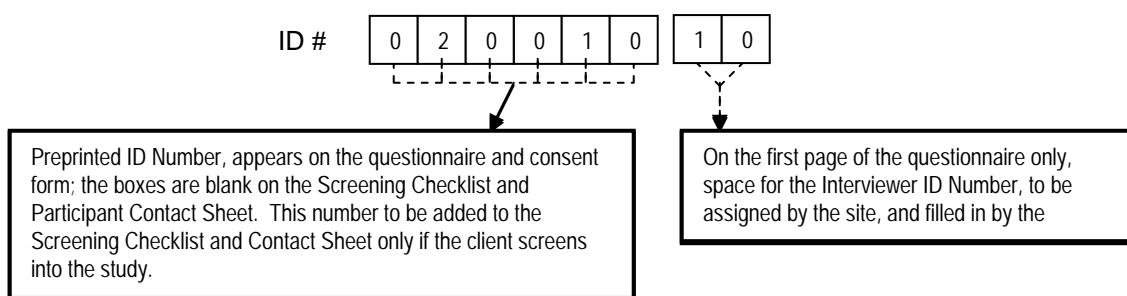 ID # 0 2 0 0 1 0 1 0
Preprinted ID Number, appears on the questionnaire and consent
form; the boxes are blank on the Screening Checklist and
Participant Contact Sheet. This number to be added to the
Screening Checklist and Contact Sheet only if the client screens
into the study.
On the first page of the questionnaire only,
space for the Interviewer ID Number, to be
assigned by the site, and filled in by the